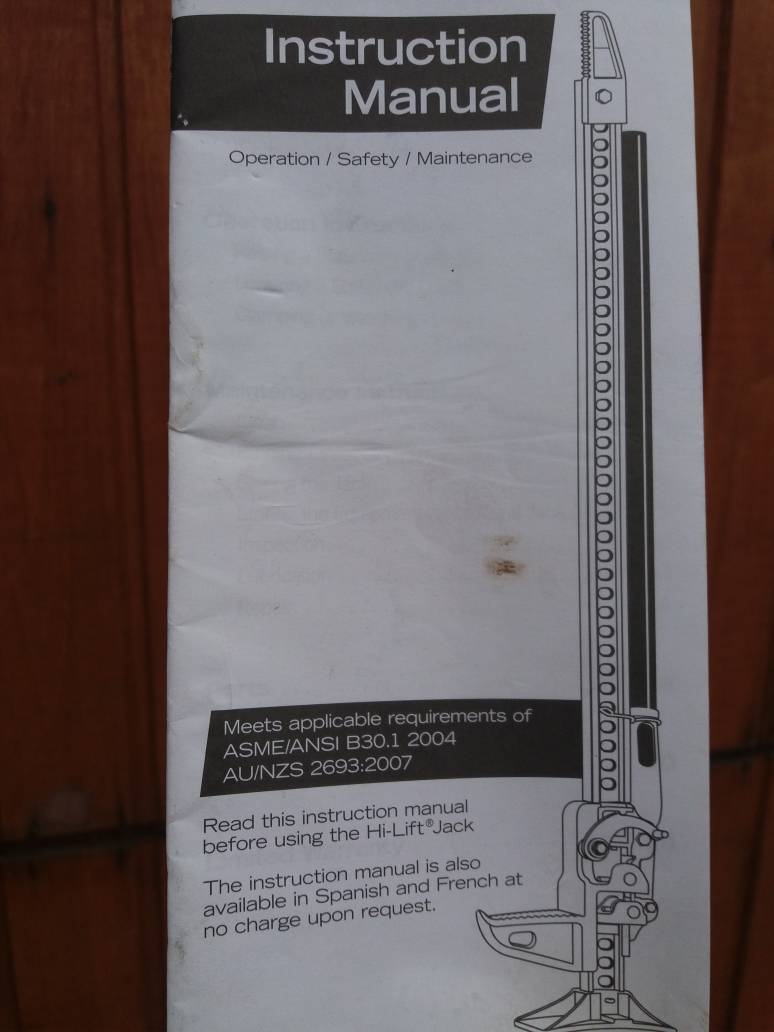 Instruction
Manual
Operation / Safety / Maintenance
Meets applicable requirements of
ASME/ANSI B30.1 2004
AU/NZS 2693:2007
Read this instruction manual
before using the Hi-Lift®Jack
The instruction manual is also
available in Spanish and French at
no charge upon request.